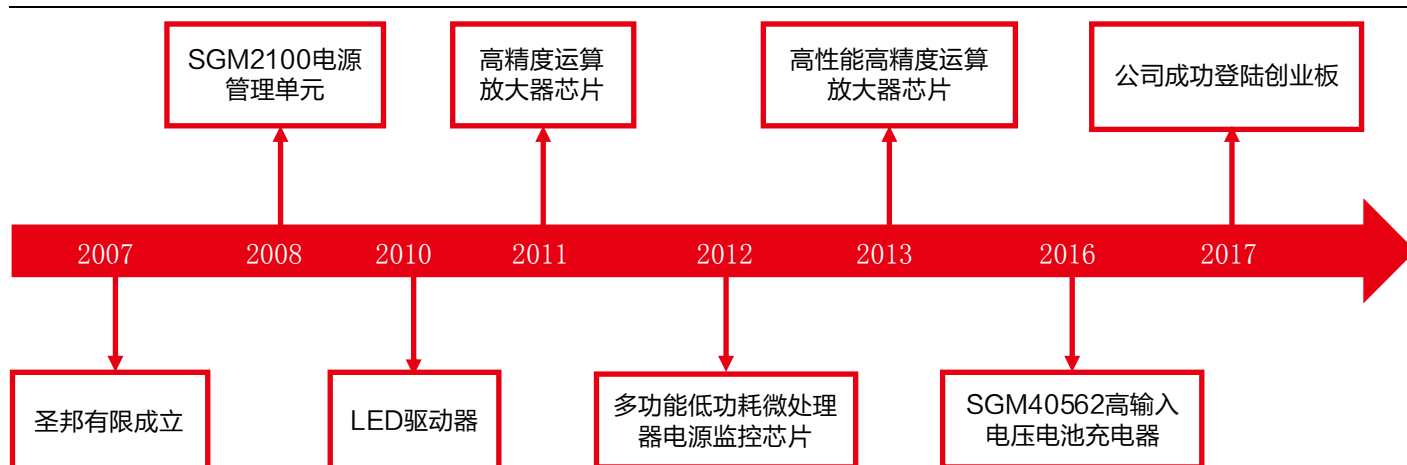 SGM2100电源
管理单元
高精度运算
放大器芯片
高性能高精度运算
放大器芯片
公司成功登陆创业板
2007
2008
2010
2011
2012
2013
2016
2017
圣邦有限成立
LED驱动器
多功能低功耗微处理
器电源监控芯片
SGM40562高输入
电压电池充电器